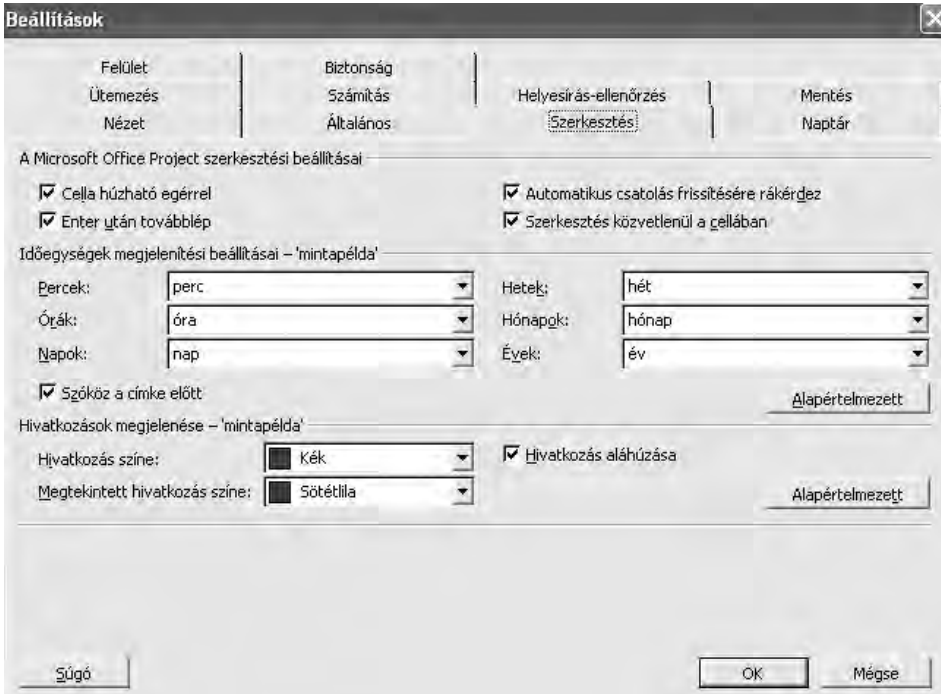 Beállítások
Felület Biztonság
Ütemezés Számítás Helyesírás-ellenőrzés Mentés
Nézet Általános Szerkesztés Naptár
A Microsoft Office Project szerkesztési beállításai
Cella húzható egérrel Automatikus csatolás frissítésére rákérdez
Enter után továbblép Szerkesztés közvetlenül a cellában
Időegységek megjelenítési beállításai – 'mintapélda'
Percek: perc Hetek: hét
Órák: óra Hónapok: hónap
Napok: nap Évek: év
Szóköz a címke előtt Alapértelmezett
Hivatkozások megjelenése – 'mintapélda'
Hivatkozás színe: Kék Hivatkozás aláhúzása
Megtekintett hivatkozás színe: Sötétlila Alapértelmezett
Súgó OK Mégse